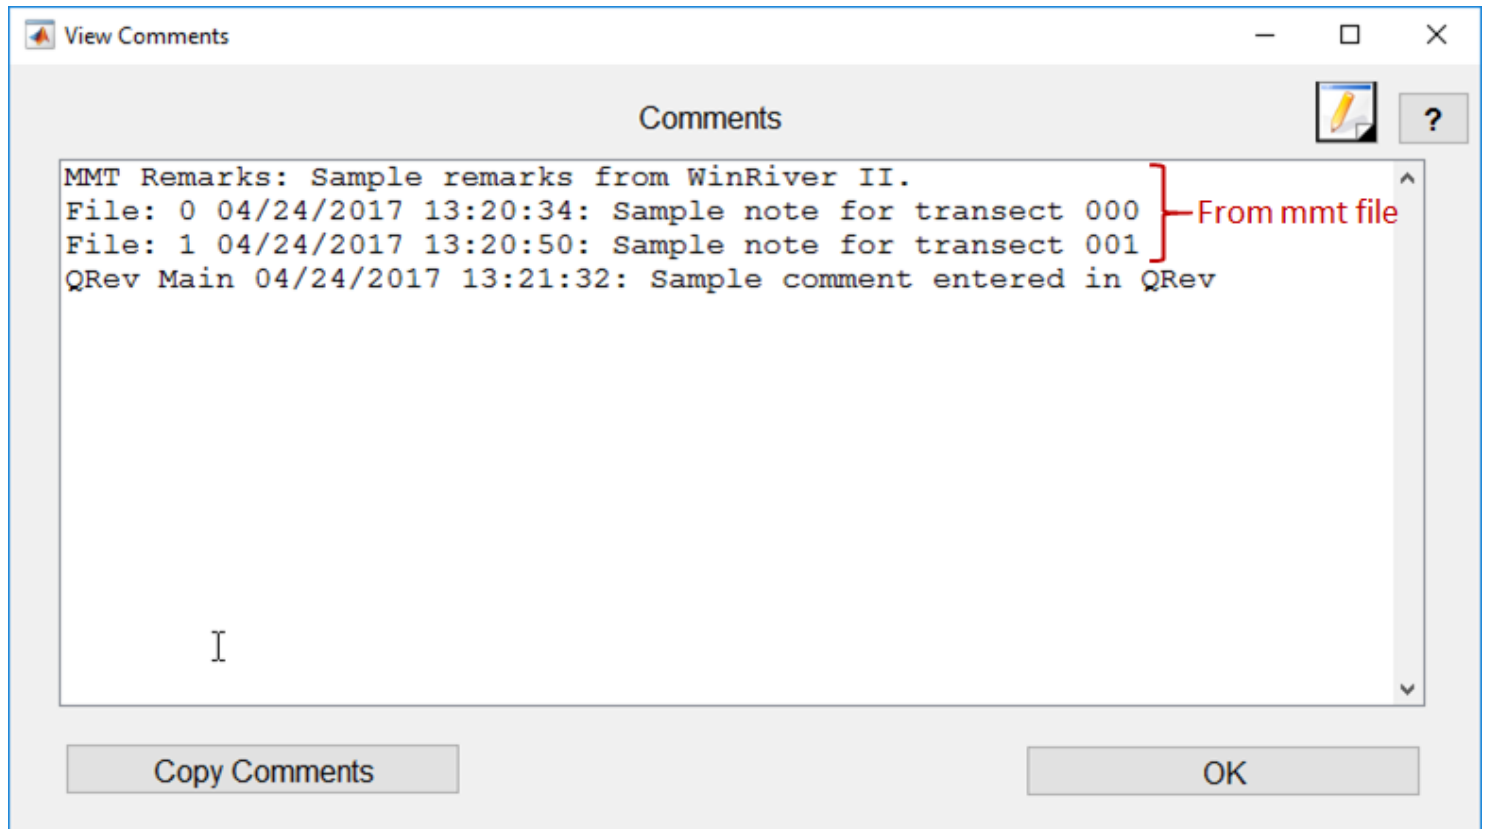 View Comments
Comments
?
MMT Remarks: Sample remarks from WinRiver II.
File: 0 04/24/2017 13:20:34: Sample note for transect 000
From mmt file
File: 1 04/24/2017 13:20:50: Sample note for transect 001
QRev Main 04/24/2017 13:21:32: Sample comment entered in QRev
Copy Comments
OK